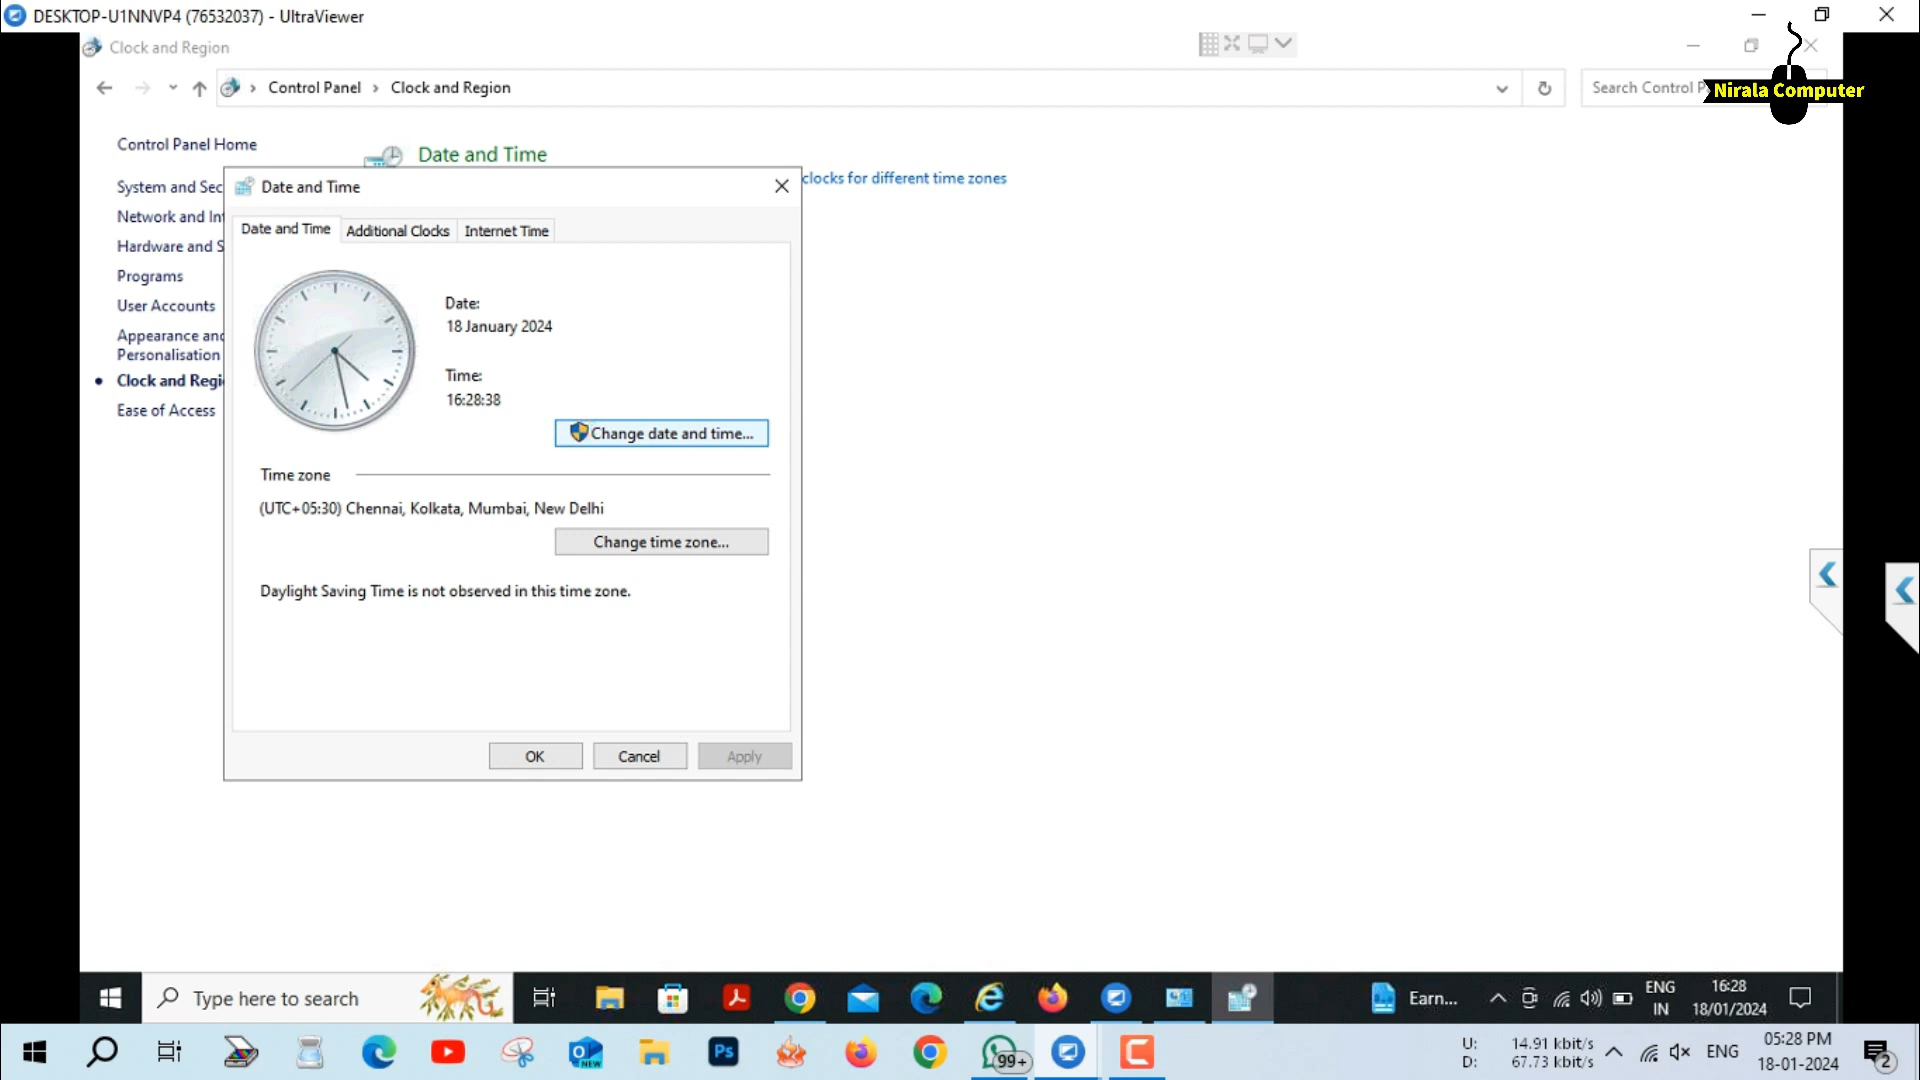 DESKTOP-U1NNVP4 (76532037) - UltraViewer
Clock and Region
Control Panel
Clock and Region
Search Control P
Nirala Computer
Control Panel Home
System and Sec
Network and Int
Hardware and S
Programs
User Accounts
Appearance and
Personalisation
Clock and Regi
Ease of Access
Date and Time
clocks for different time zones
Date and Time
Date and Time
Additional Clocks
Internet Time
Date:
18 January 2024
Time:
16:28:38
Change date and time...
Time zone
(UTC+05:30) Chennai, Kolkata, Mumbai, New Delhi
Change time zone...
Daylight Saving Time is not observed in this time zone.
OK
Cancel
Apply
Type here to search
Earn...
ENG
IN
16:28
18/01/2024
Ps
NEW
99+
U: 14.91 kbit/s
D: 67.73 kbit/s
ENG
05:28 PM
18-01-2024
2